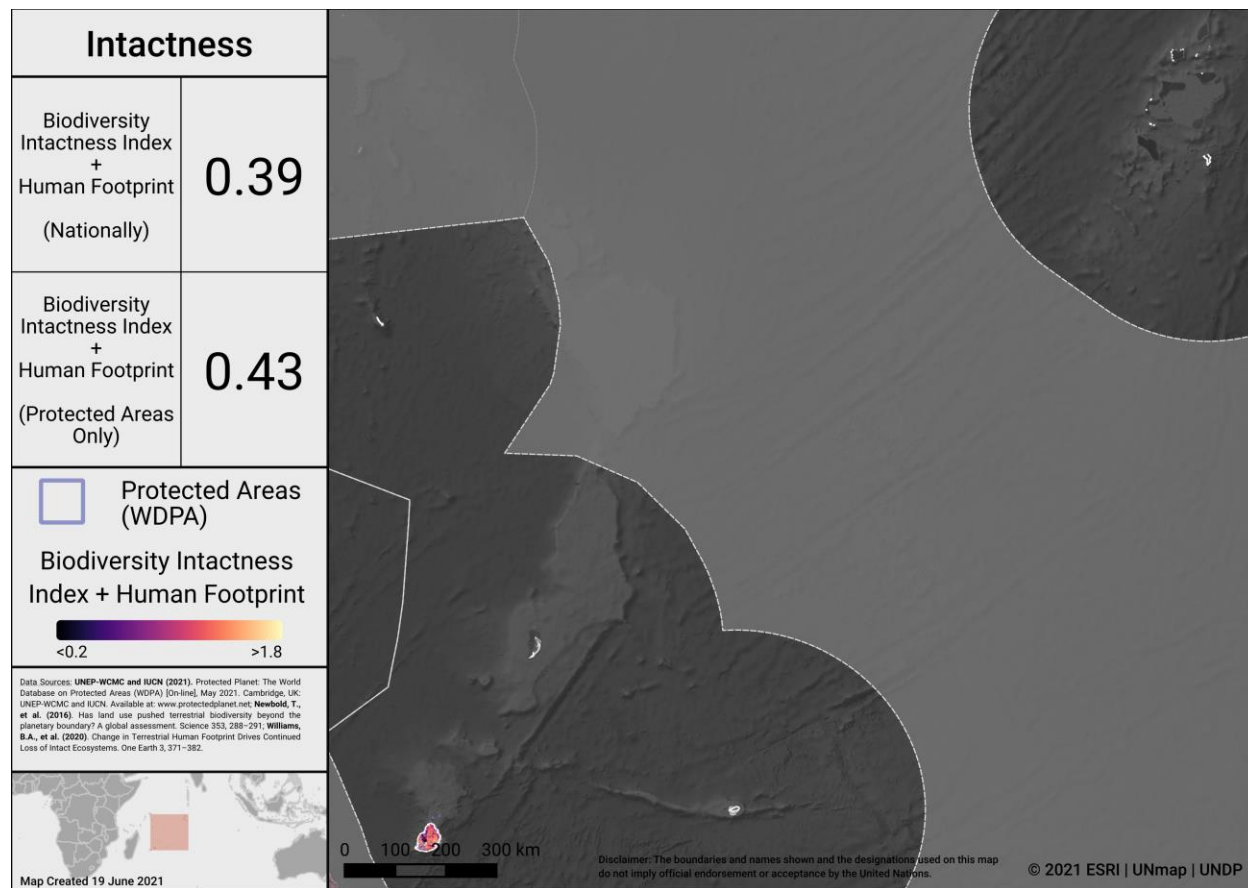 Intactness
Biodiversity
Intactness Index
+
Human Footprint
(Nationally)
0.39
Biodiversity
Intactness Index
+
Human Footprint
(Protected Areas
Only)
0.43
Protected Areas
(WDPA)
Biodiversity Intactness
Index + Human Footprint
<0.2 >1.8
Data Sources: UNEP-WCMC and IUCN (2021). Protected Planet: The World
Database on Protected Areas (WDPA) [On-line], May 2021. Cambridge, UK:
UNEP-WCMC and IUCN. Available at: www.protectedplanet.net; Newbold, T.,
et al. (2016). Has land use pushed terrestrial biodiversity beyond the
planetary boundary? A global assessment. Science 353, 288–291; Williams,
B.A., et al. (2020). Change in Terrestrial Human Footprint Drives Continued
Loss of Intact Ecosystems. One Earth 3, 371–382.
Map Created 19 June 2021
0 100 200 300 km
Disclaimer: The boundaries and names shown and the designations used on this map
do not imply official endorsement or acceptance by the United Nations.
© 2021 ESRI | UNmap | UNDP